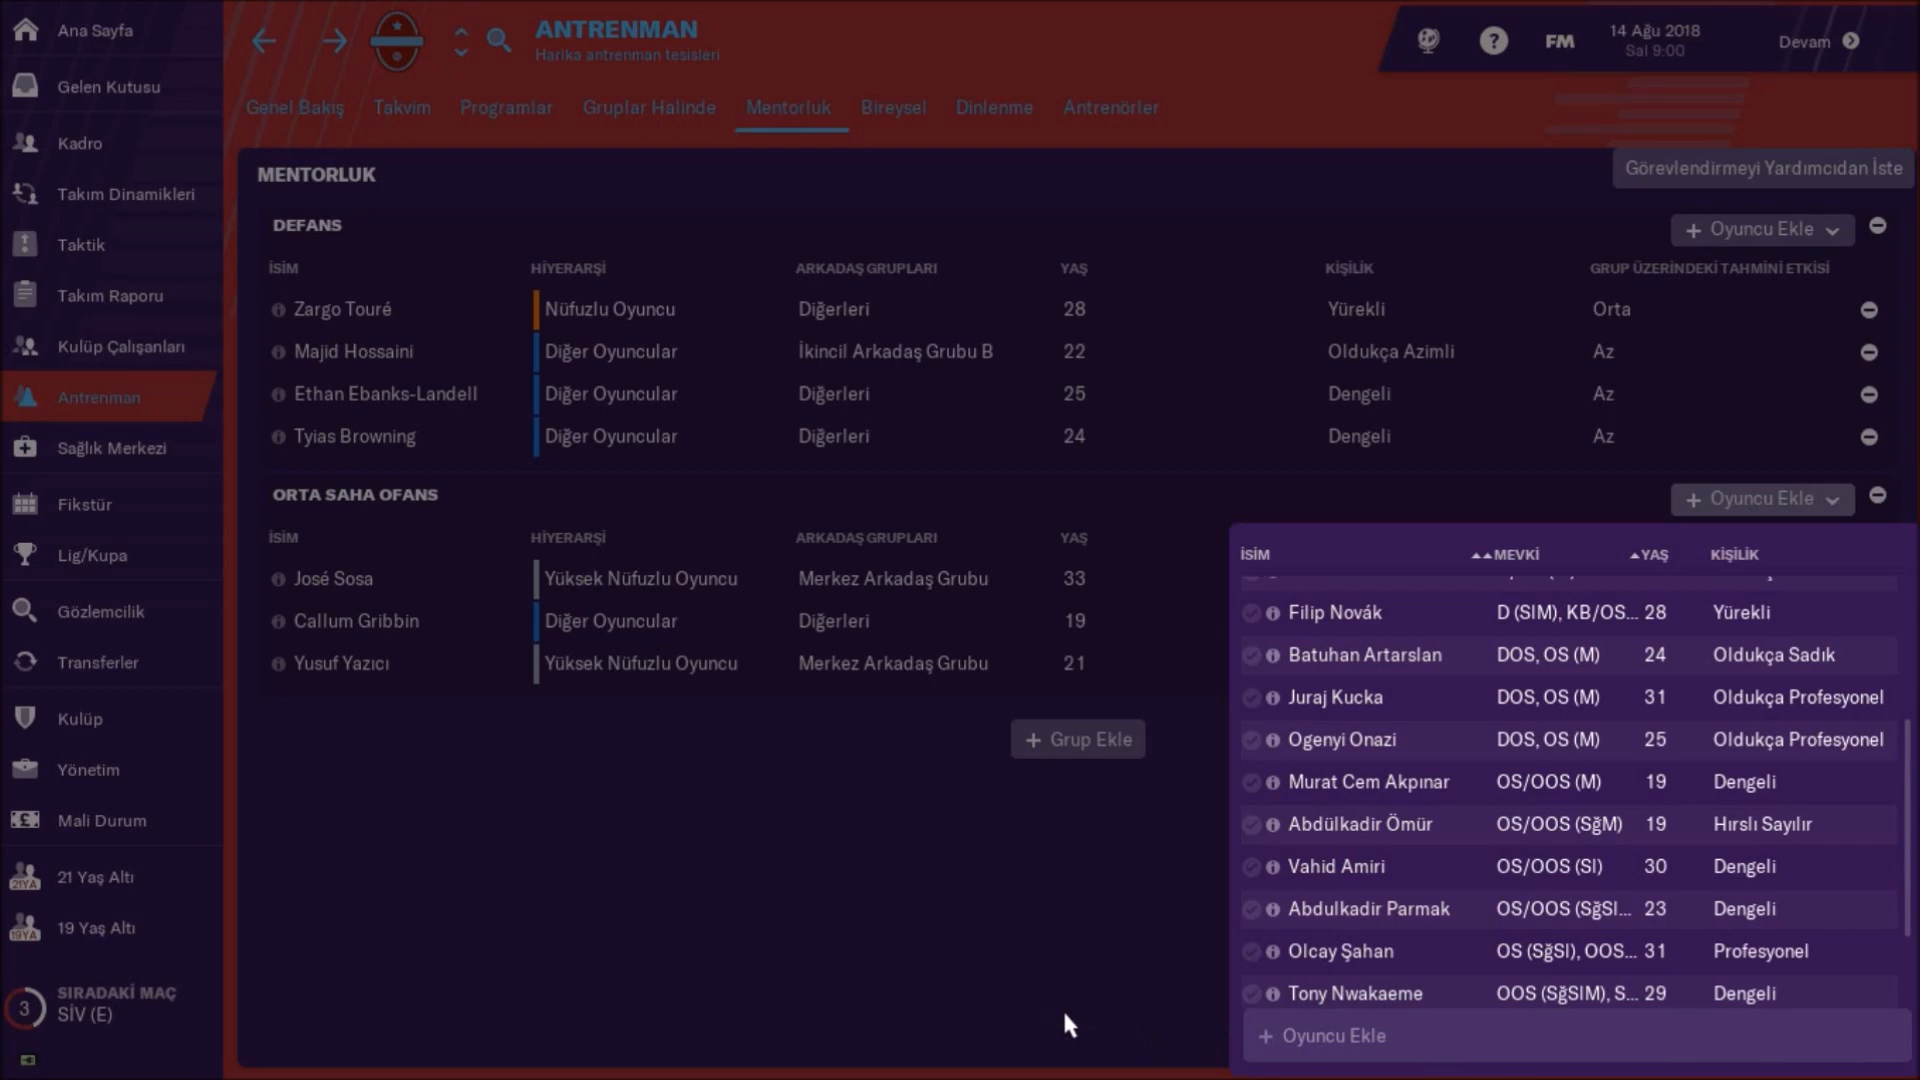 Ana Sayfa
Gelen Kutusu
Kadro
Takım Dinamikleri
Taktik
Takım Raporu
Kulüp Çalışanları
Antrenman
Sağlık Merkezi
Fikstür
Lig/Kupa
Gözlemcilik
Transferler
Kulüp
Yönetim
Mali Durum
21YA 21 Yaş Altı
19YA 19 Yaş Altı
3 SIRADAKİ MAÇ
SİV (E)
ANTRENMAN
Harika antrenman tesisleri
? FM 14 Ağu 2018 Devam
Sal 9:00
Genel Bakış Takvim Programlar Gruplar Halinde Mentorluk Bireysel Dinlenme Antrenörler
MENTORLUK Görevlendirmeyi Yardımcıdan İste
DEFANS + Oyuncu Ekle
İSİM HİYERARŞİ ARKADAŞ GRUPLARI YAŞ KİŞİLİK GRUP ÜZERİNDEKİ TAHMİNİ ETKİSİ
Zargo Touré Nüfuzlu Oyuncu Diğerleri 28 Yürekli Orta
Majid Hossaini Diğer Oyuncular İkincil Arkadaş Grubu B 22 Oldukça Azimli Az
Ethan Ebanks-Landell Diğer Oyuncular Diğerleri 25 Dengeli Az
Tyias Browning Diğer Oyuncular Diğerleri 24 Dengeli Az
ORTA SAHA OFANS + Oyuncu Ekle
İSİM HİYERARŞİ ARKADAŞ GRUPLARI YAŞ
José Sosa Yüksek Nüfuzlu Oyuncu Merkez Arkadaş Grubu 33
Callum Gribbin Diğer Oyuncular Diğerleri 19
Yusuf Yazıcı Yüksek Nüfuzlu Oyuncu Merkez Arkadaş Grubu 21
+ Grup Ekle
İSİM MEVKİ YAŞ KİŞİLİK
Filip Novák D (SlM), KB/OS... 28 Yürekli
Batuhan Artarslan DOS, OS (M) 24 Oldukça Sadık
Juraj Kucka DOS, OS (M) 31 Oldukça Profesyonel
Ogenyi Onazi DOS, OS (M) 25 Oldukça Profesyonel
Murat Cem Akpınar OS/OOS (M) 19 Dengeli
Abdülkadir Ömür OS/OOS (SğM) 19 Hırslı Sayılır
Vahid Amiri OS/OOS (Sl) 30 Dengeli
Abdulkadir Parmak OS/OOS (SğSl... 23 Dengeli
Olcay Şahan OS (SğSl), OOS... 31 Profesyonel
Tony Nwakaeme OOS (SğSlM), S... 29 Dengeli
+ Oyuncu Ekle